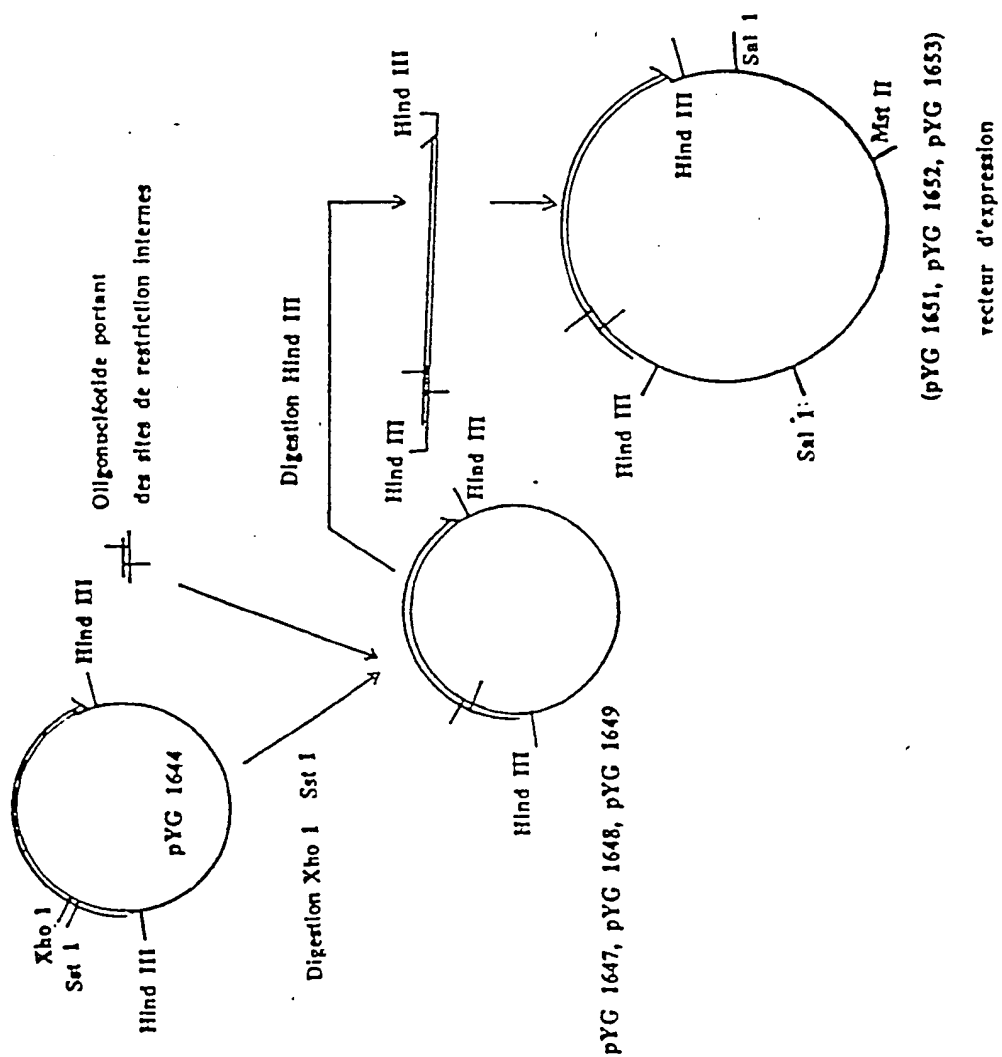 Xho 1
Sst 1
Hind III
pYG 1644
Hind III
Oligonucléotide portant
des sites de restriction internes
Digestion Xho 1 Sst 1
Hind III
Hind III
pYG 1647, pYG 1648, pYG 1649
Digestion Hind III
Hind III
Hind III
Hind III
Hind III
Sal 1
Sal 1
Mst II
(pYG 1651, pYG 1652, pYG 1653)
vecteur d'expression